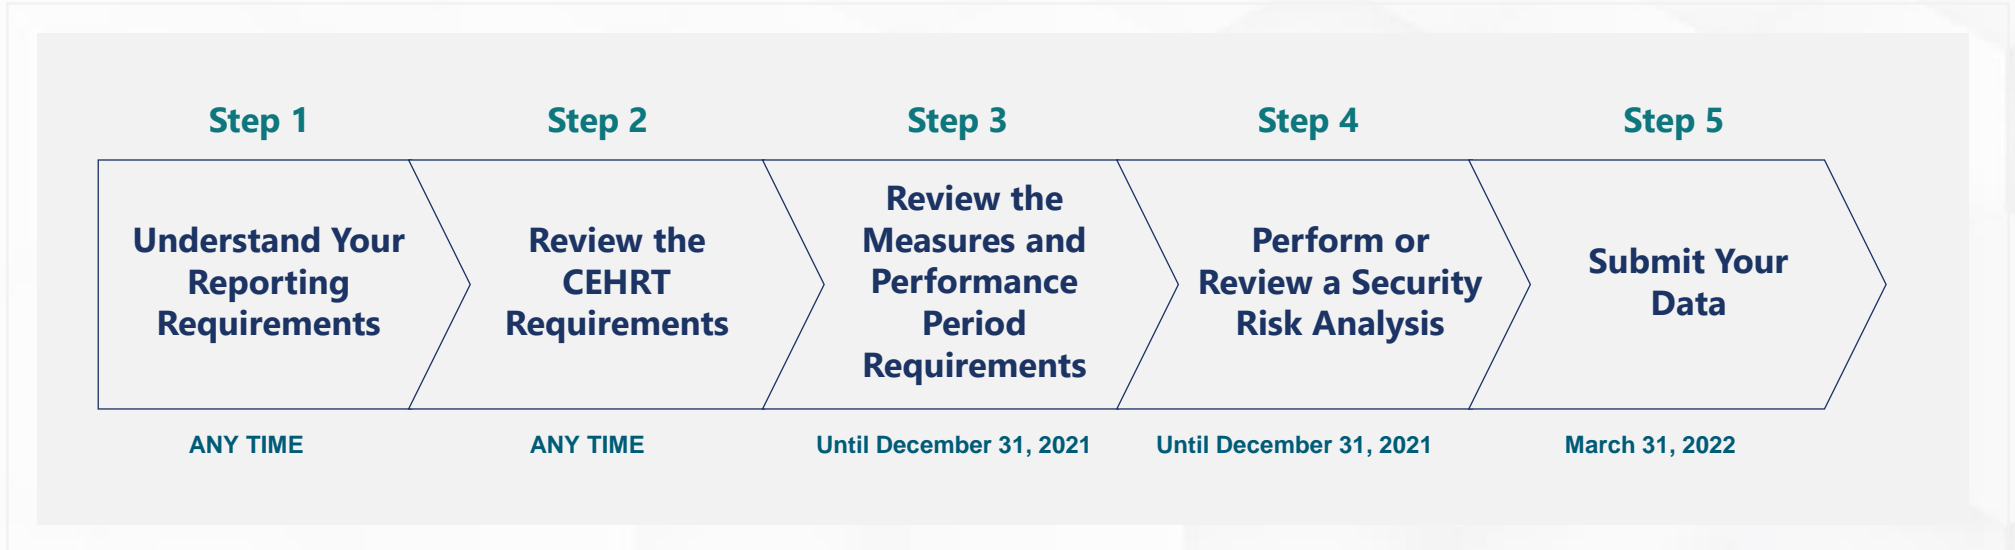 Step 1
Understand Your
Reporting
Requirements
ANY TIME
Step 2
Review the
CEHRT
Requirements
ANY TIME
Step 3
Review the
Measures and
Performance
Period
Requirements
Until December 31, 2021
Step 4
Perform or
Review a Security
Risk Analysis
Until December 31, 2021
Step 5
Submit Your
Data
March 31, 2022